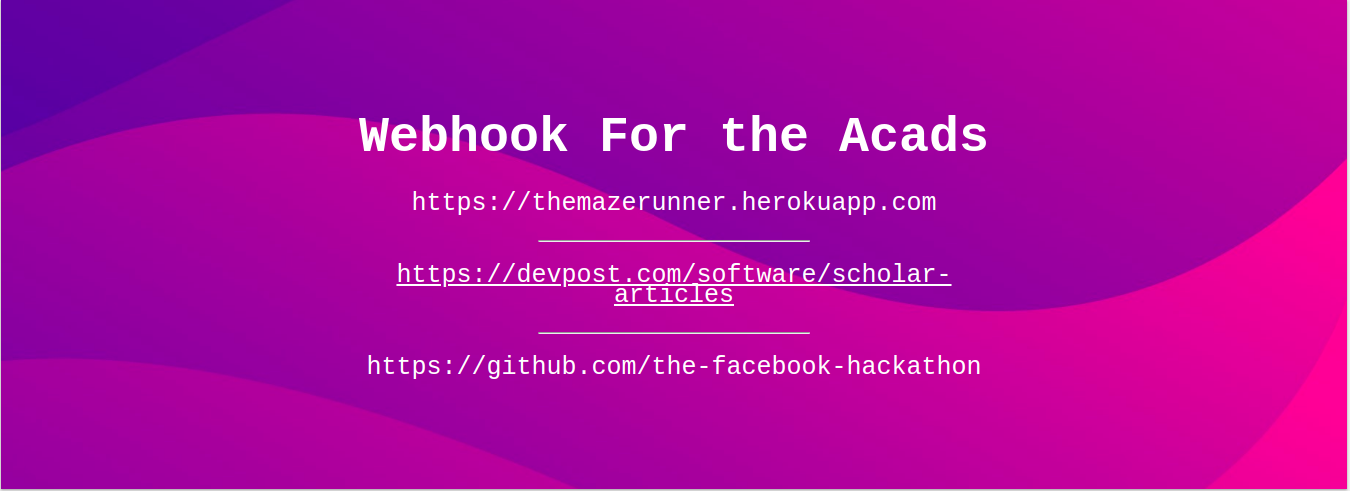 Webhook For the Acads
https://themazerunner.herokuapp.com
https://devpost.com/software/scholar-
articles
https://github.com/the-facebook-hackathon